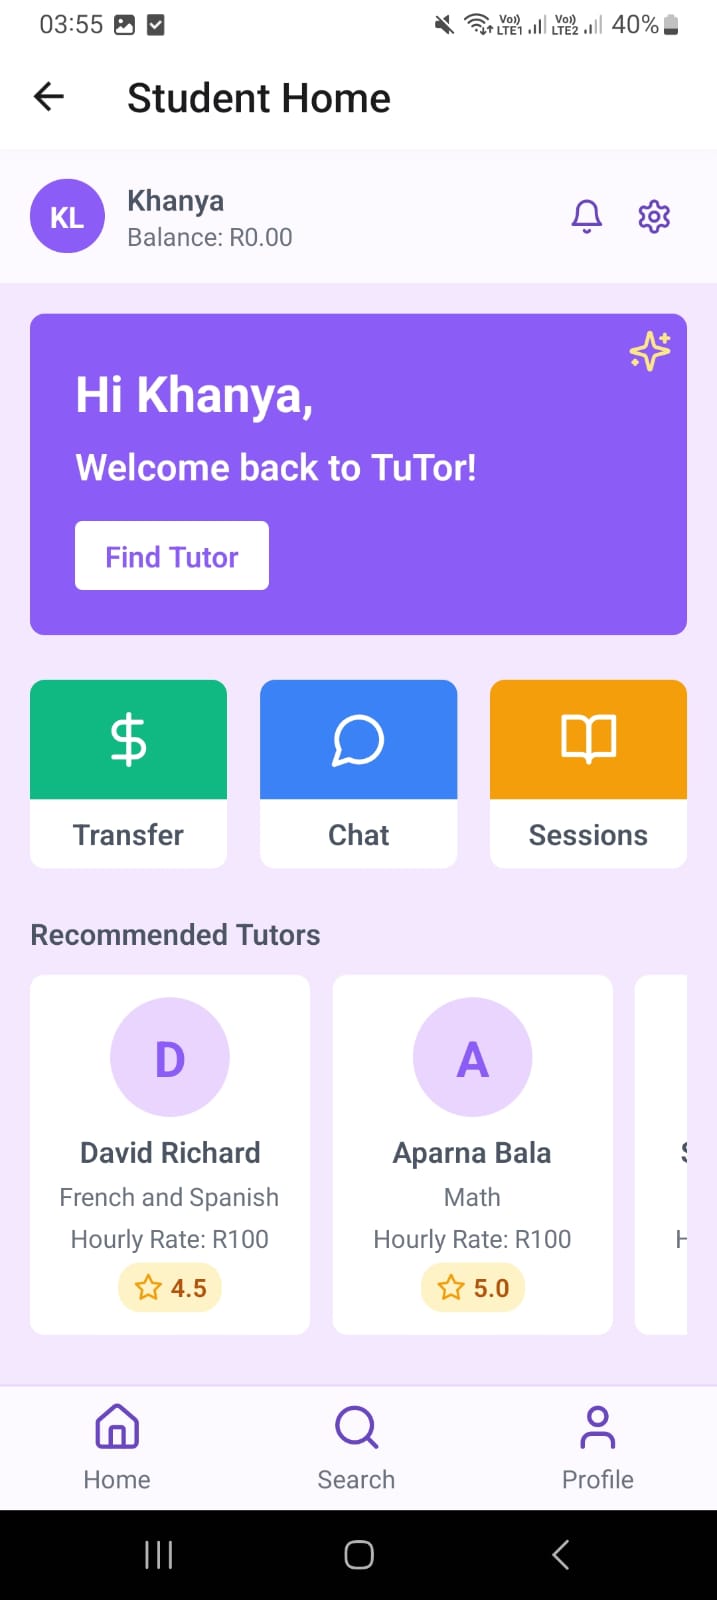 03:55 Vo)) LTE1 Vo)) LTE2 40%
Student Home
KL
Khanya
Balance: R0.00
Hi Khanya,
Welcome back to TuTor!
Find Tutor
$
Transfer Chat Sessions
Recommended Tutors
D A
David Richard Aparna Bala
French and Spanish Math
Hourly Rate: R100 Hourly Rate: R100 H
4.5 5.0
Home Search Profile